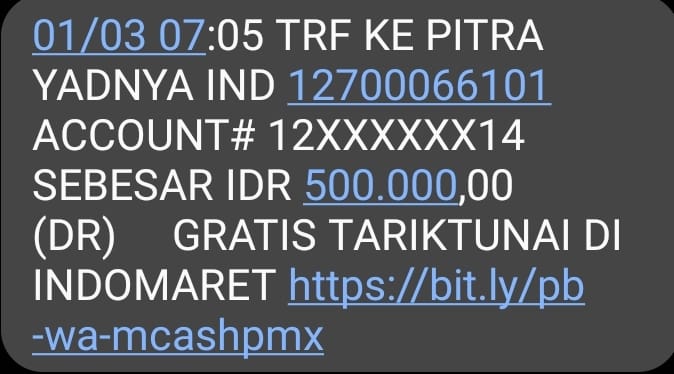 01/03 07:05 TRF KE PITRA
YADNYA IND 12700066101
ACCOUNT# 12XXXXXX14
SEBESAR IDR 500.000,00
(DR) GRATIS TARIKTUNAI DI
INDOMARET https://bit.ly/pb
-wa-mcashpmx